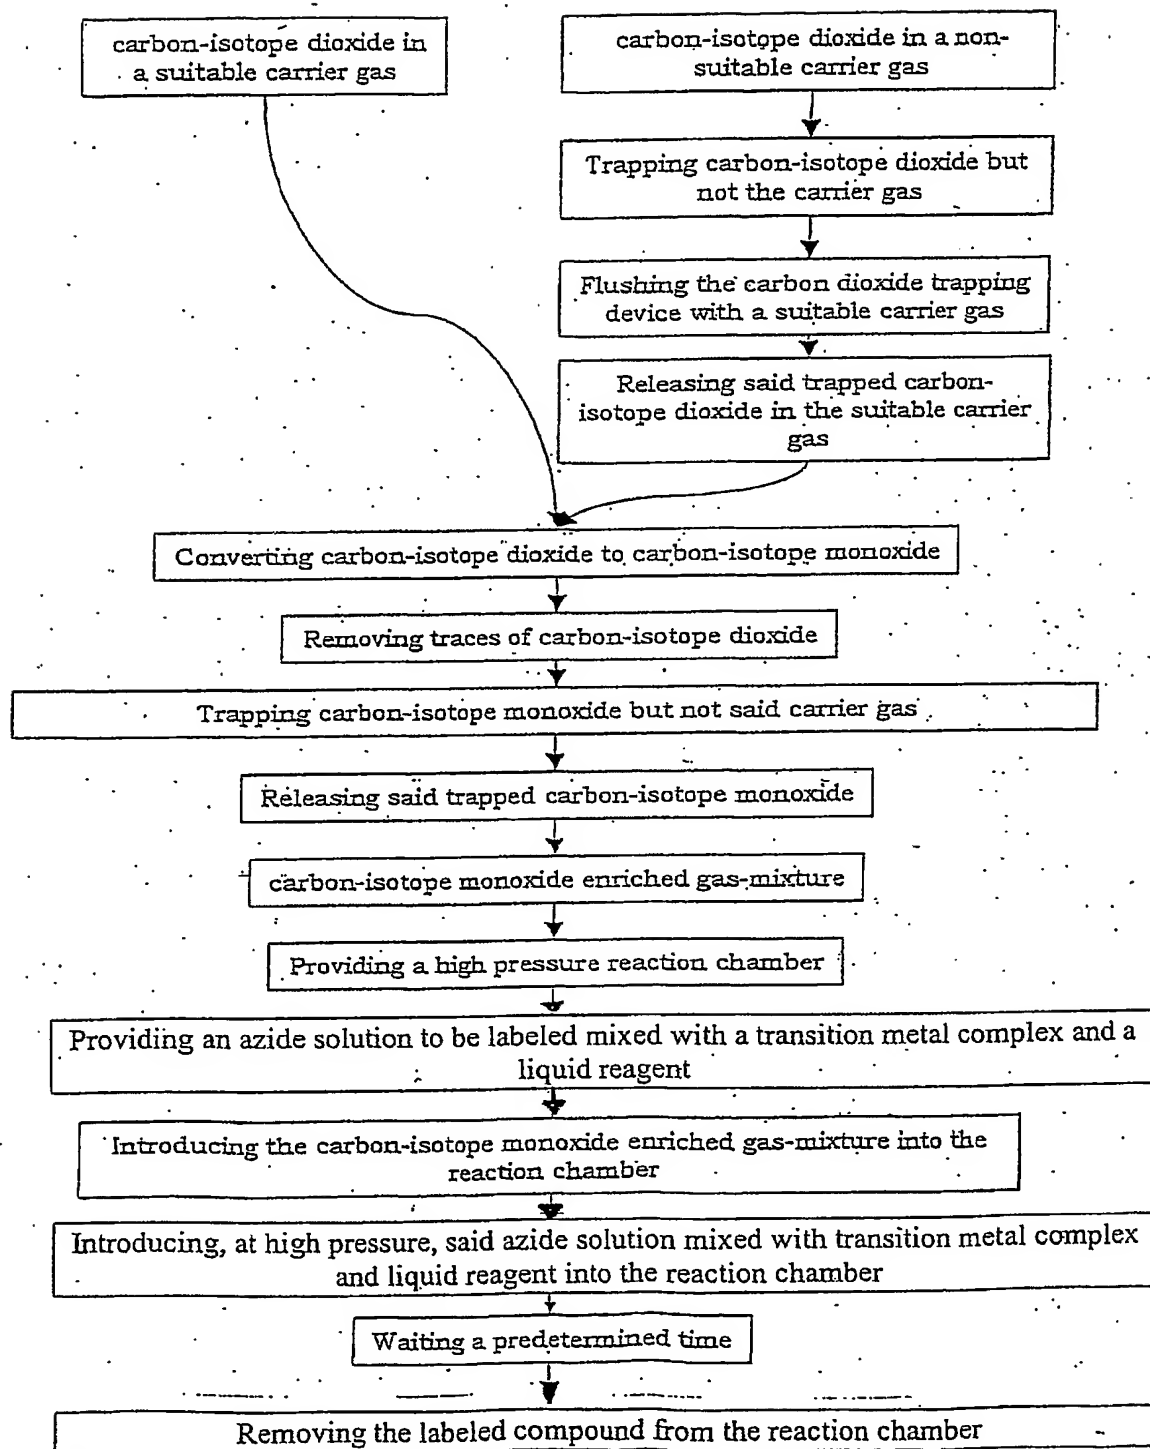 carbon-isotope dioxide in
a suitable carrier gas
carbon-isotope dioxide in a non-
suitable carrier gas
Trapping carbon-isotope dioxide but
not the carrier gas
Flushing the carbon dioxide trapping
device with a suitable carrier gas
Releasing said trapped carbon-
isotope dioxide in the suitable carrier
gas
Converting carbon-isotope dioxide to carbon-isotope monoxide
Removing traces of carbon-isotope dioxide
Trapping carbon-isotope monoxide but not said carrier gas
Releasing said trapped carbon-isotope monoxide
carbon-isotope monoxide enriched gas-mixture
Providing a high pressure reaction chamber
Providing an azide solution to be labeled mixed with a transition metal complex and a
liquid reagent
Introducing the carbon-isotope monoxide enriched gas-mixture into the
reaction chamber
Introducing, at high pressure, said azide solution mixed with transition metal complex
and liquid reagent into the reaction chamber
Waiting a predetermined time
Removing the labeled compound from the reaction chamber